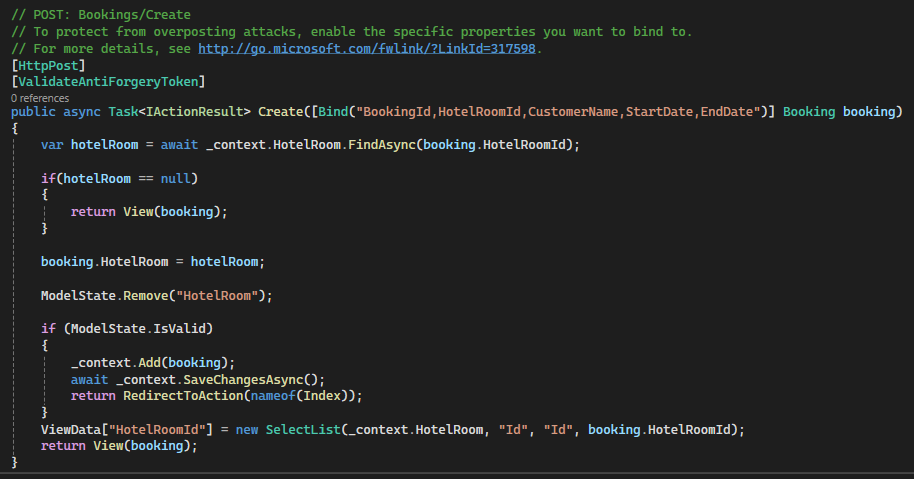 // POST: Bookings/Create
// To protect from overposting attacks, enable the specific properties you want to bind to.
// For more details, see http://go.microsoft.com/fwlink/?LinkId=317598.
[HttpPost]
[ValidateAntiForgeryToken]
0 references
public async Task<IActionResult> Create([Bind("BookingId,HotelRoomId,CustomerName,StartDate,EndDate")] Booking booking)
{
    var hotelRoom = await _context.HotelRoom.FindAsync(booking.HotelRoomId);

    if(hotelRoom == null)
    {
        return View(booking);
    }

    booking.HotelRoom = hotelRoom;

    ModelState.Remove("HotelRoom");

    if (ModelState.IsValid)
    {
        _context.Add(booking);
        await _context.SaveChangesAsync();
        return RedirectToAction(nameof(Index));
    }
    ViewData["HotelRoomId"] = new SelectList(_context.HotelRoom, "Id", "Id", booking.HotelRoomId);
    return View(booking);
}